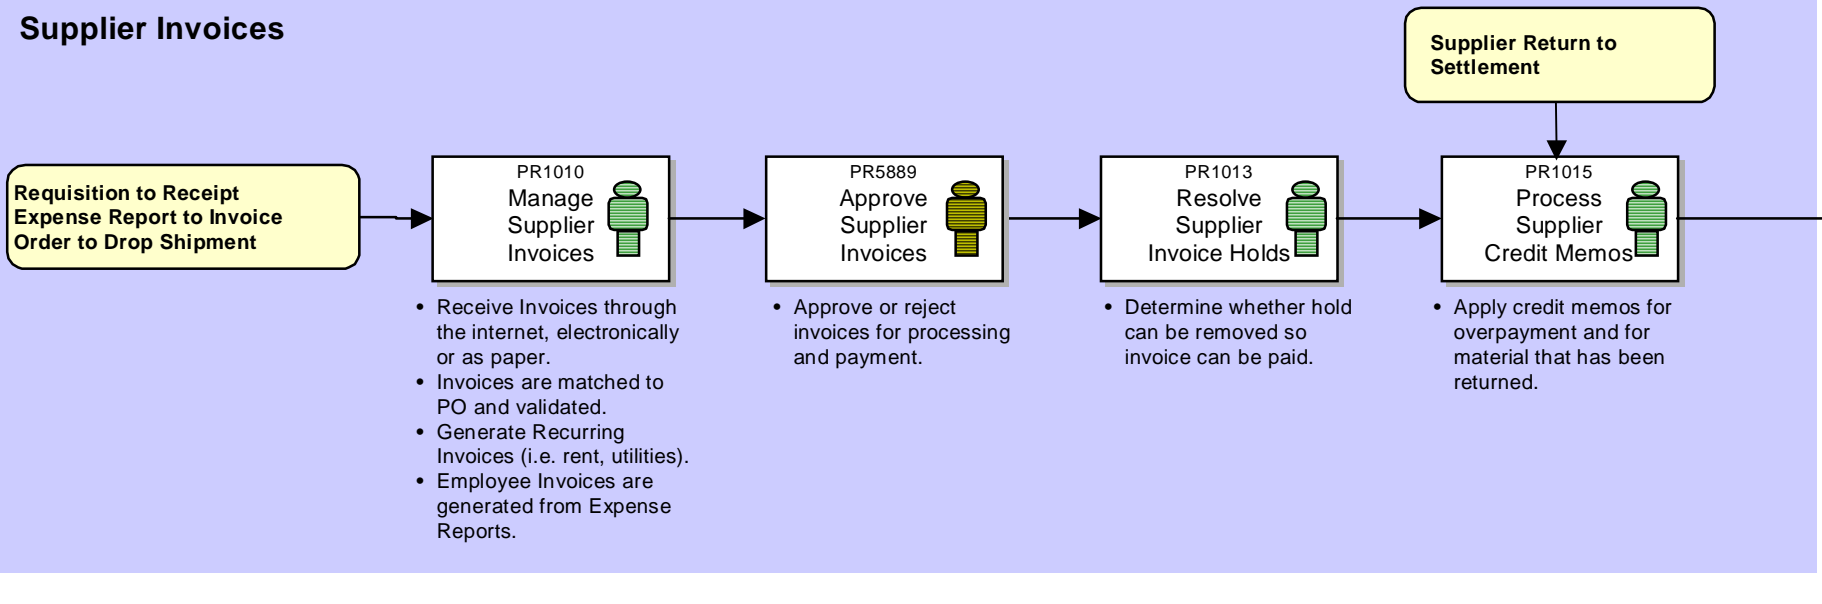 Supplier Invoices
Supplier Return to
Settlement
Requisition to Receipt
Expense Report to Invoice
Order to Drop Shipment
PR1010
Manage
Supplier
Invoices
• Receive Invoices through
the internet, electronically
or as paper.
• Invoices are matched to
PO and validated.
• Generate Recurring
Invoices (i.e. rent, utilities).
• Employee Invoices are
generated from Expense
Reports.
PR5889
Approve
Supplier
Invoices
• Approve or reject
invoices for processing
and payment.
PR1013
Resolve
Supplier
Invoice Holds
• Determine whether hold
can be removed so
invoice can be paid.
PR1015
Process
Supplier
Credit Memos
• Apply credit memos for
overpayment and for
material that has been
returned.